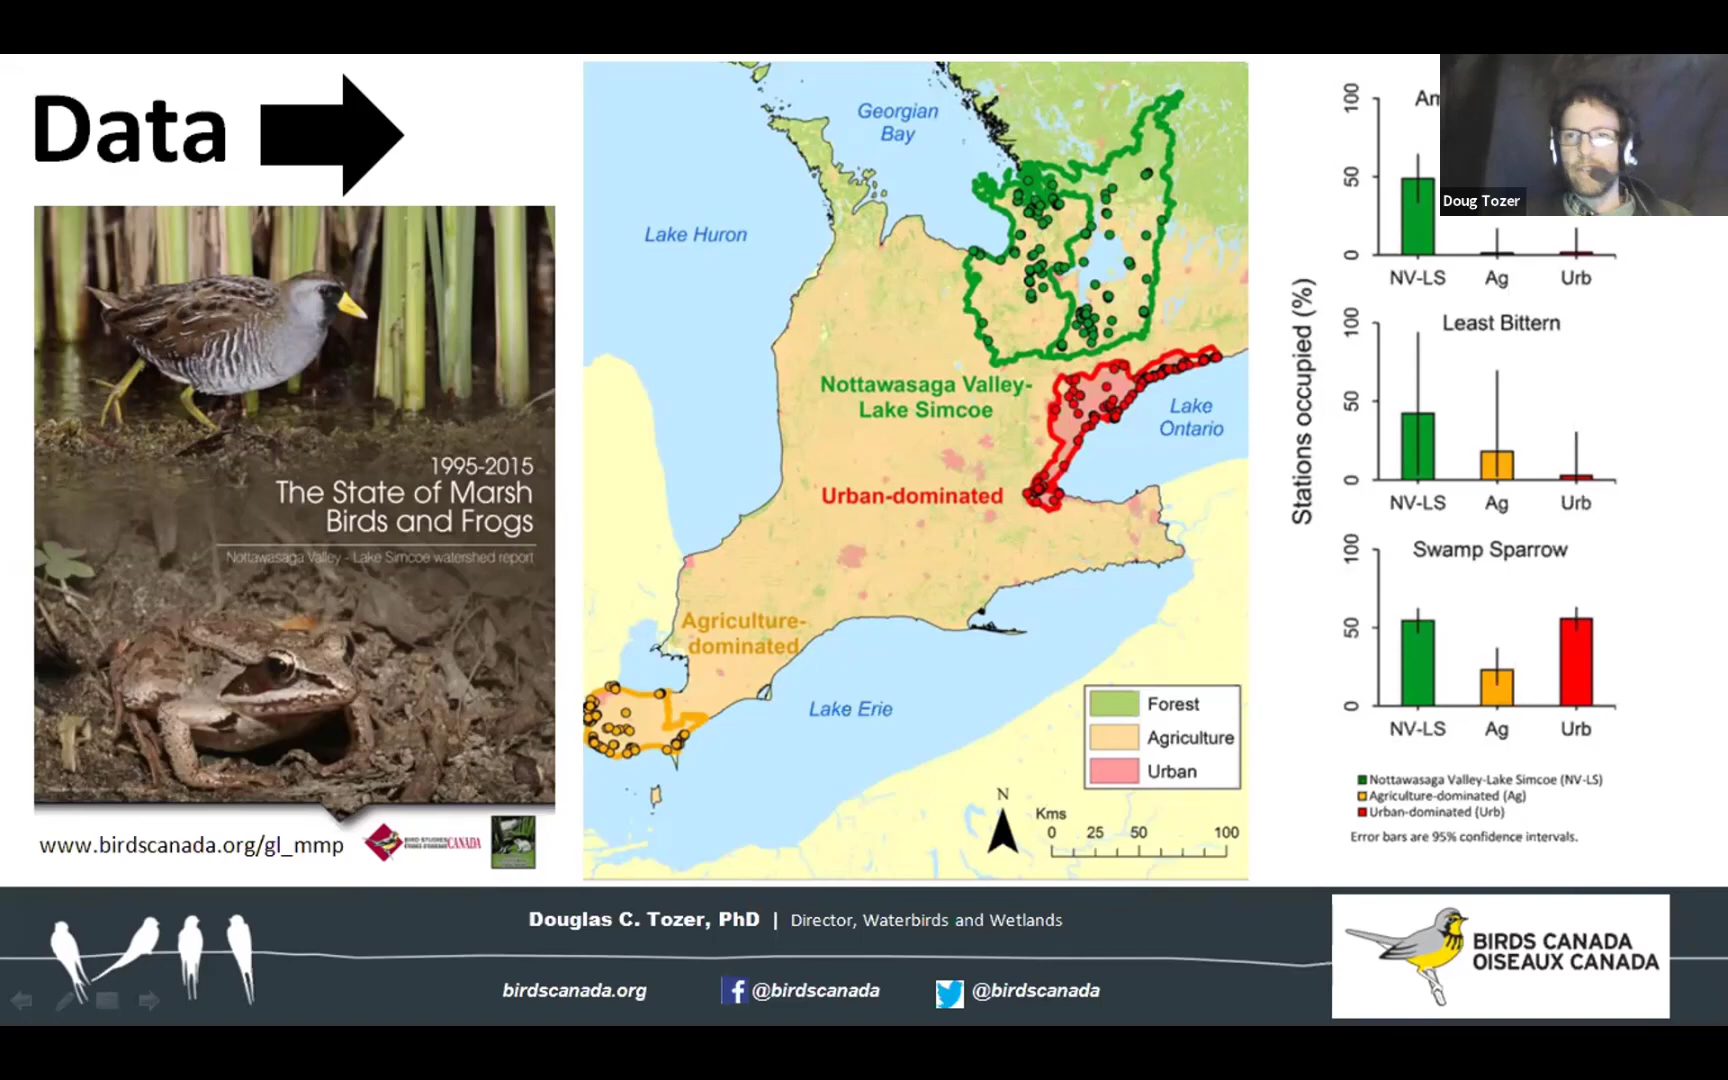 Data
1995-2015
The State of Marsh
Birds and Frogs
Nottawasaga Valley - Lake Simcoe watershed report
www.birdscanada.org/gl_mmp
BIRD STUDIES
CANADA
Georgian
Bay
Lake Huron
Nottawasaga Valley-
Lake Simcoe
Lake
Ontario
Urban-dominated
Agriculture-
dominated
Lake Erie
Forest
Agriculture
Urban
N
Kms
0 25 50 100
Doug Tozer
Stations occupied (%)
Am
100
50
0
NV-LS Ag Urb
Least Bittern
100
50
0
NV-LS Ag Urb
Swamp Sparrow
100
50
0
NV-LS Ag Urb
Nottawasaga Valley-Lake Simcoe (NV-LS)
Agriculture-dominated (Ag)
Urban-dominated (Urb)
Error bars are 95% confidence intervals.
Douglas C. Tozer, PhD | Director, Waterbirds and Wetlands
birdscanada.org @birdscanada @birdscanada
BIRDS CANADA
OISEAUX CANADA